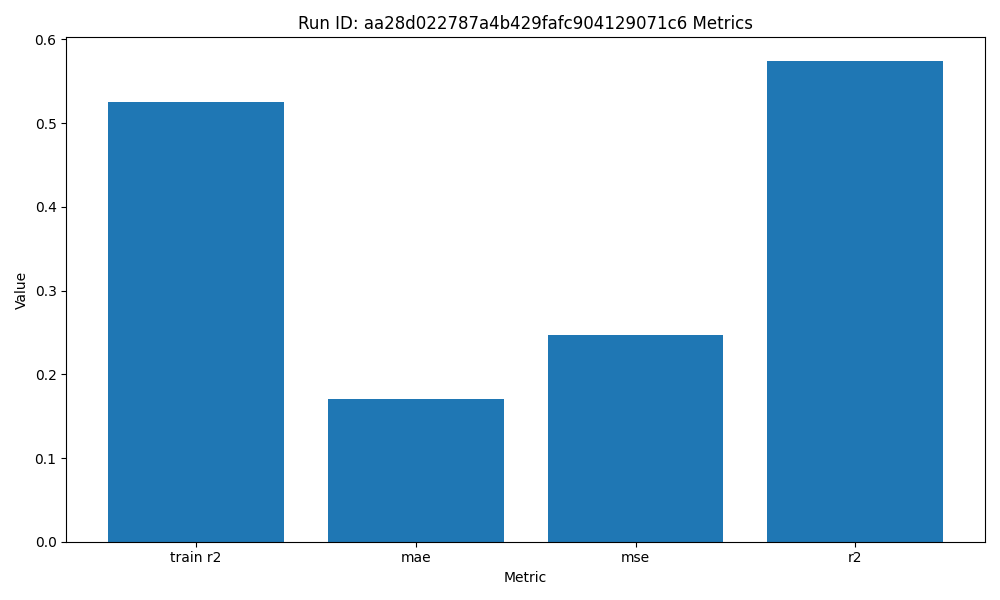 Run ID: aa28d022787a4b429fafc904129071c6 Metrics
0.6
0.5
0.4
0.3
0.2
0.1
0.0
Value
train r2
mae
mse
r2
Metric